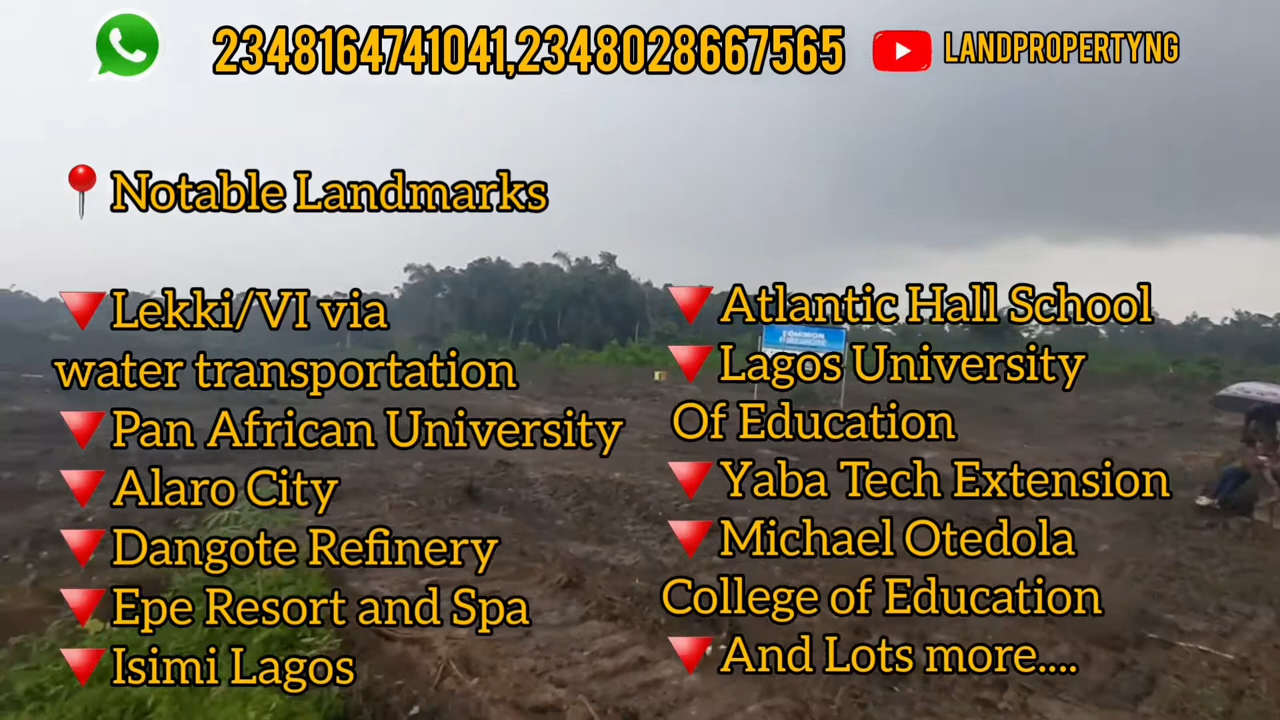 2348164741041,2348028667565
LANDPROPERTYNG
Notable Landmarks
Lekki/VI via
water transportation
Pan African University
Alaro City
Dangote Refinery
Epe Resort and Spa
Isimi Lagos
Atlantic Hall School
Lagos University
Of Education
Yaba Tech Extension
Michael Otedola
College of Education
And Lots more....
DOMINION